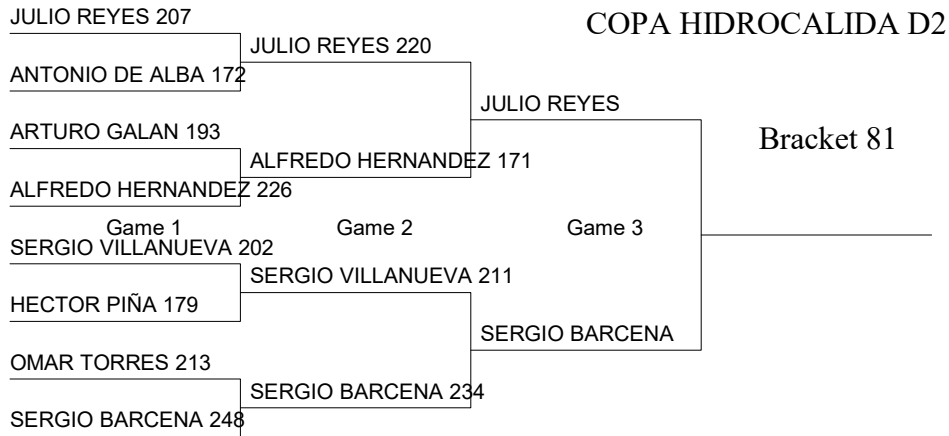 JULIO REYES 207
COPA HIDROCALIDA D2
JULIO REYES 220
ANTONIO DE ALBA 172
JULIO REYES
ARTURO GALAN 193
Bracket 81
ALFREDO HERNANDEZ 171
ALFREDO HERNANDEZ 226
Game 1
Game 2
Game 3
SERGIO VILLANUEVA 202
SERGIO VILLANUEVA 211
HECTOR PIÑA 179
SERGIO BARCENA
OMAR TORRES 213
SERGIO BARCENA 234
SERGIO BARCENA 248